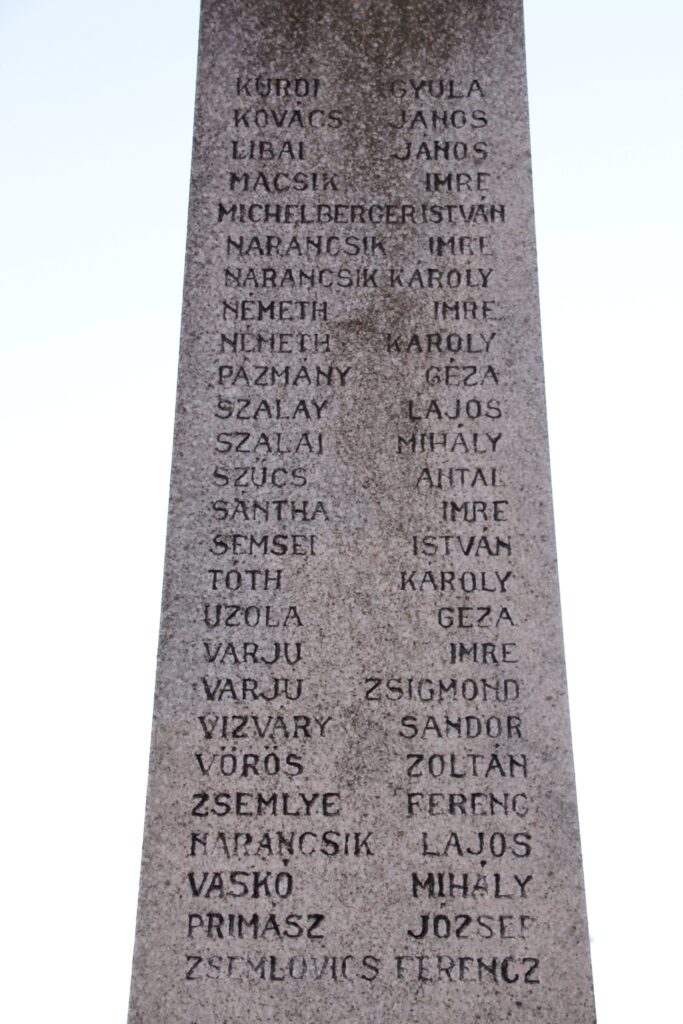 KURDI GYULA
KOVÁCS JÁNOS
LIBAI JÁNOS
MACSIK IMRE
MICHELBERGER ISTVÁN
NARANCSIK IMRE
NARANCSIK KÁROLY
NÉMETH IMRE
NÉMETH KÁROLY
PÁZMÁNY GÉZA
SZALAY LAJOS
SZALAI MIHÁLY
SZŰCS ANTAL
SÁNTHA IMRE
SEMSEI ISTVÁN
TÓTH KÁROLY
UZOLA GÉZA
VARJU IMRE
VARJU ZSIGMOND
VIZVÁRY SÁNDOR
VÖRÖS ZOLTÁN
ZSEMLYE FERENC
NARANCSIK LAJOS
VASKÓ MIHÁLY
PRIMÁSZ JÓZSEF
ZSEMLOVICS FERENCZ